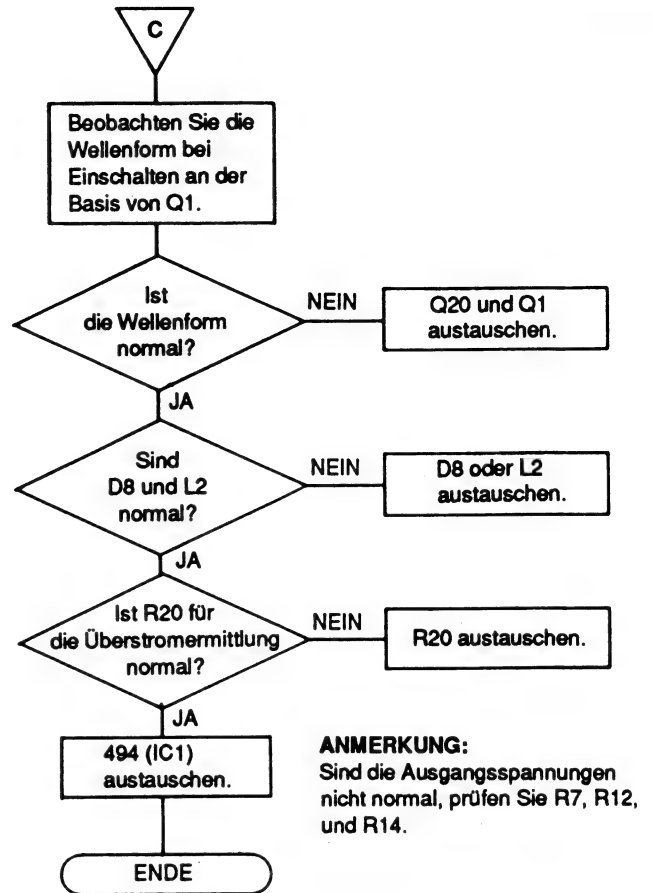 C
Beobachten Sie die
Wellenform bei
Einschalten an der
Basis von Q1.
Ist
die Wellenform
normal?
NEIN
Q20 und Q1
austauschen.
JA
Sind
D8 und L2
normal?
NEIN
D8 oder L2
austauschen.
JA
Ist R20 für
die Überstromermittlung
normal?
NEIN
R20 austauschen.
JA
494 (IC1)
austauschen.
ANMERKUNG:
Sind die Ausgangsspannungen
nicht normal, prüfen Sie R7, R12,
und R14.
ENDE